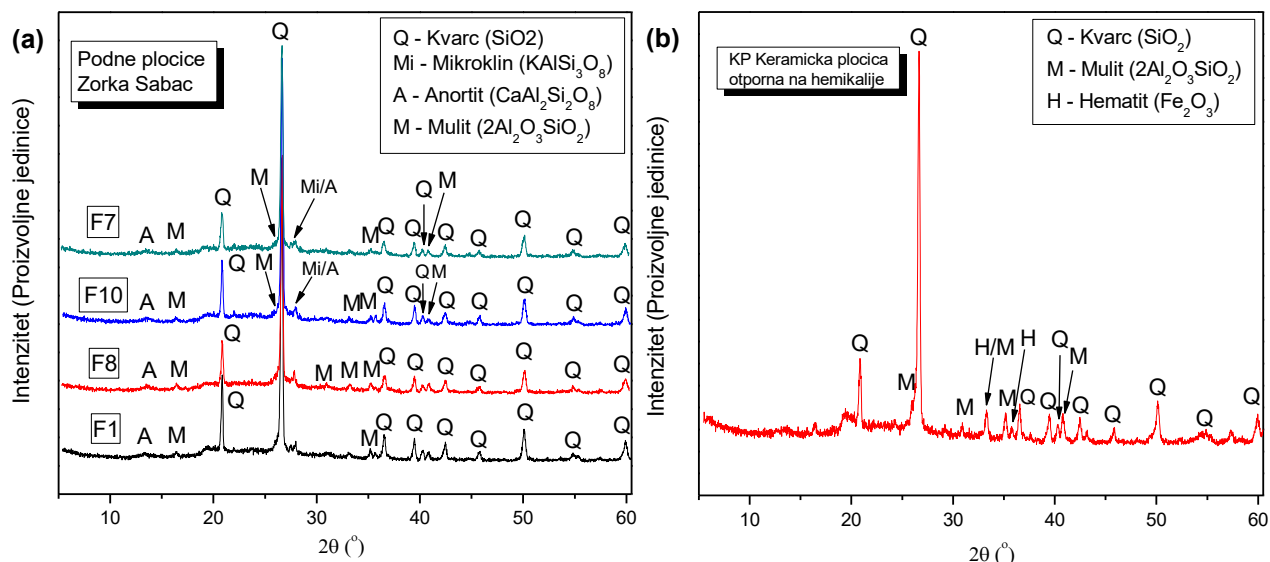 (a)
Podne plocice
Zorka Sabac
Q - Kvarc (SiO2)
Mi - Mikroklin (KAlSi₃O₈)
A - Anortit (CaAl₂Si₂O₈)
M - Mulit (2Al₂O₃SiO₂)
Intenzitet (Proizvoljne jedinice)
Q
F7 A M Q M Mi/A M Q Q Q M Q Q Q Q Q
F10 A M Q M Mi/A M M Q Q Q M Q Q Q Q Q
F8 A M Q M M M Q Q Q Q Q Q Q
F1 A M Q M Q Q Q Q Q Q Q
10 20 30 40 50 60
2θ (°)
(b)
KP Keramicka plocica
otporna na hemikalije
Q - Kvarc (SiO₂)
M - Mulit (2Al₂O₃SiO₂)
H - Hematit (Fe₂O₃)
Intenzitet (Proizvoljne jedinice)
Q
Q M M H/M M H Q Q Q M Q Q Q Q Q
10 20 30 40 50 60
2θ (°)